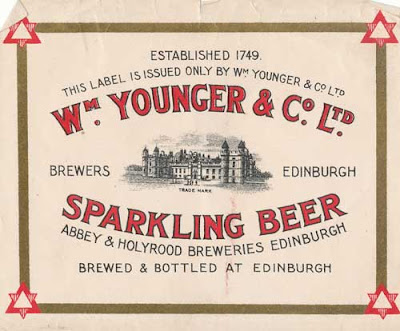 ESTABLISHED 1749.
THIS LABEL IS ISSUED ONLY BY WM YOUNGER & CO LTD
WM. YOUNGER & CO. LTD.
BREWERS EDINBURGH
TRADE MARK
SPARKLING BEER
ABBEY & HOLYROOD BREWERIES EDINBURGH
BREWED & BOTTLED AT EDINBURGH